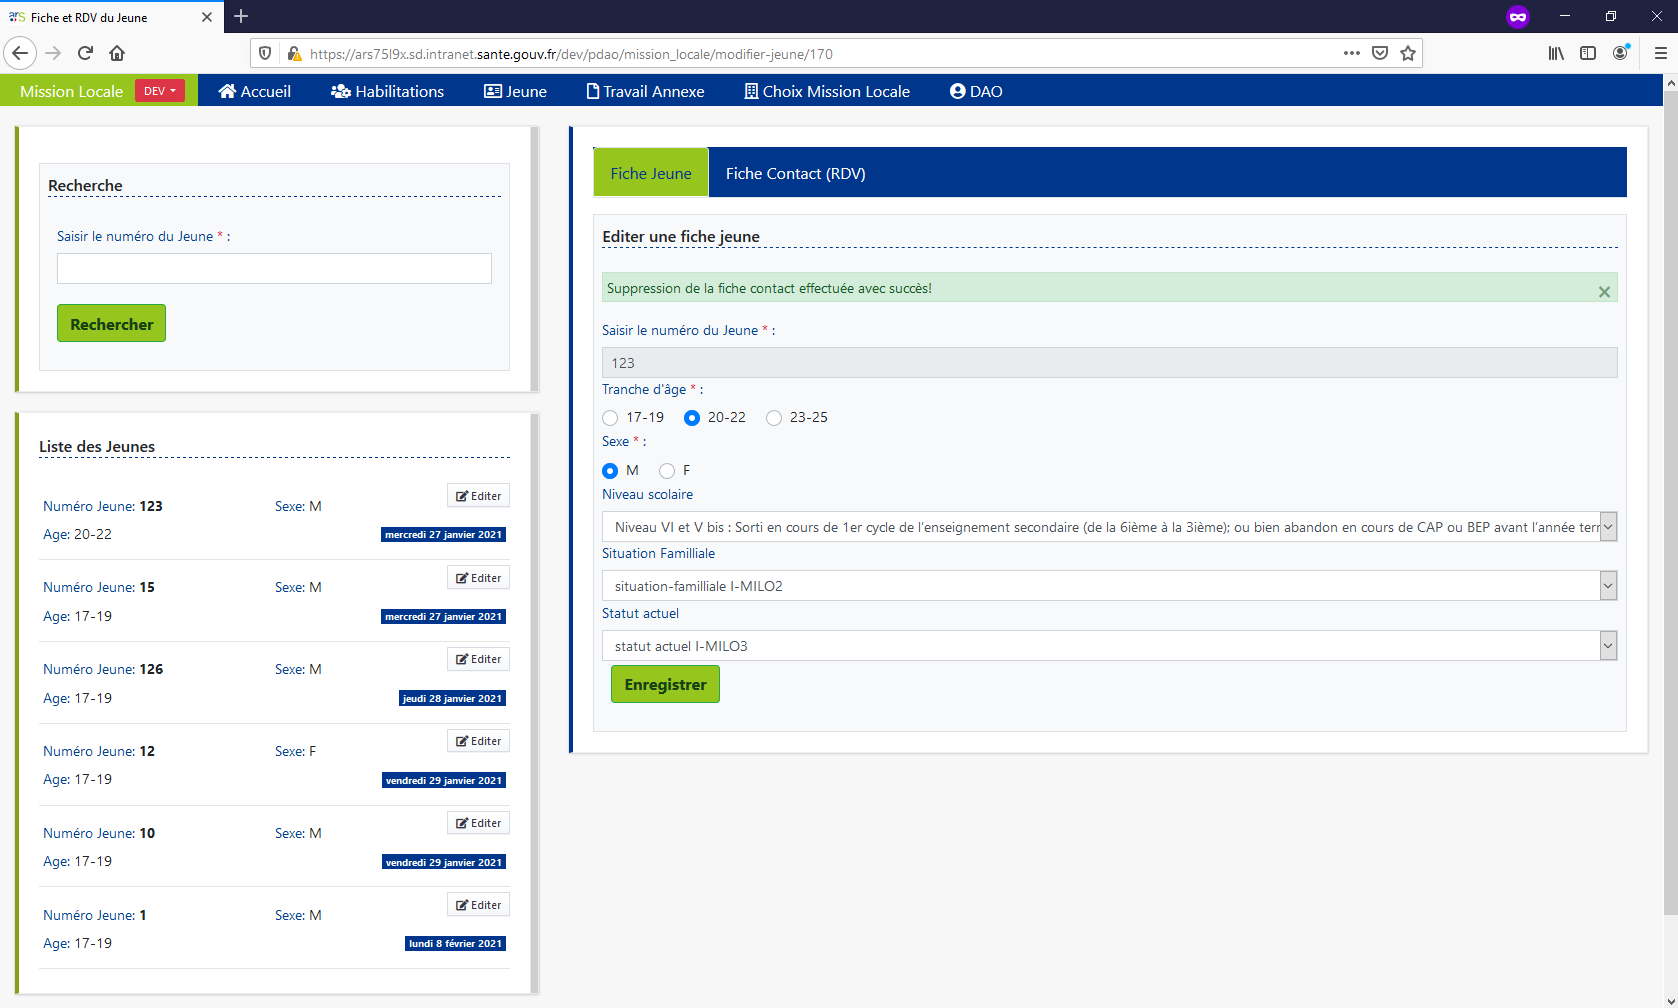 ars Fiche et RDV du Jeune
https://ars75l9x.sd.intranet.sante.gouv.fr/dev/pdao/mission_locale/modifier-jeune/170
Mission Locale DEV Accueil Habilitations Jeune Travail Annexe Choix Mission Locale DAO
Recherche
Saisir le numéro du Jeune * :
Rechercher
Liste des Jeunes
Numéro Jeune: 123 Sexe: M Editer
Age: 20-22 mercredi 27 janvier 2021
Numéro Jeune: 15 Sexe: M Editer
Age: 17-19 mercredi 27 janvier 2021
Numéro Jeune: 126 Sexe: M Editer
Age: 17-19 jeudi 28 janvier 2021
Numéro Jeune: 12 Sexe: F Editer
Age: 17-19 vendredi 29 janvier 2021
Numéro Jeune: 10 Sexe: M Editer
Age: 17-19 vendredi 29 janvier 2021
Numéro Jeune: 1 Sexe: M Editer
Age: 17-19 lundi 8 février 2021
Fiche Jeune Fiche Contact (RDV)
Editer une fiche jeune
Suppression de la fiche contact effectuée avec succès!
Saisir le numéro du Jeune * :
123
Tranche d'âge * :
17-19 20-22 23-25
Sexe * :
M F
Niveau scolaire
Niveau VI et V bis : Sorti en cours de 1er cycle de l'enseignement secondaire (de la 6ième à la 3ième); ou bien abandon en cours de CAP ou BEP avant l'année terr
Situation Familliale
situation-familliale I-MILO2
Statut actuel
statut actuel I-MILO3
Enregistrer